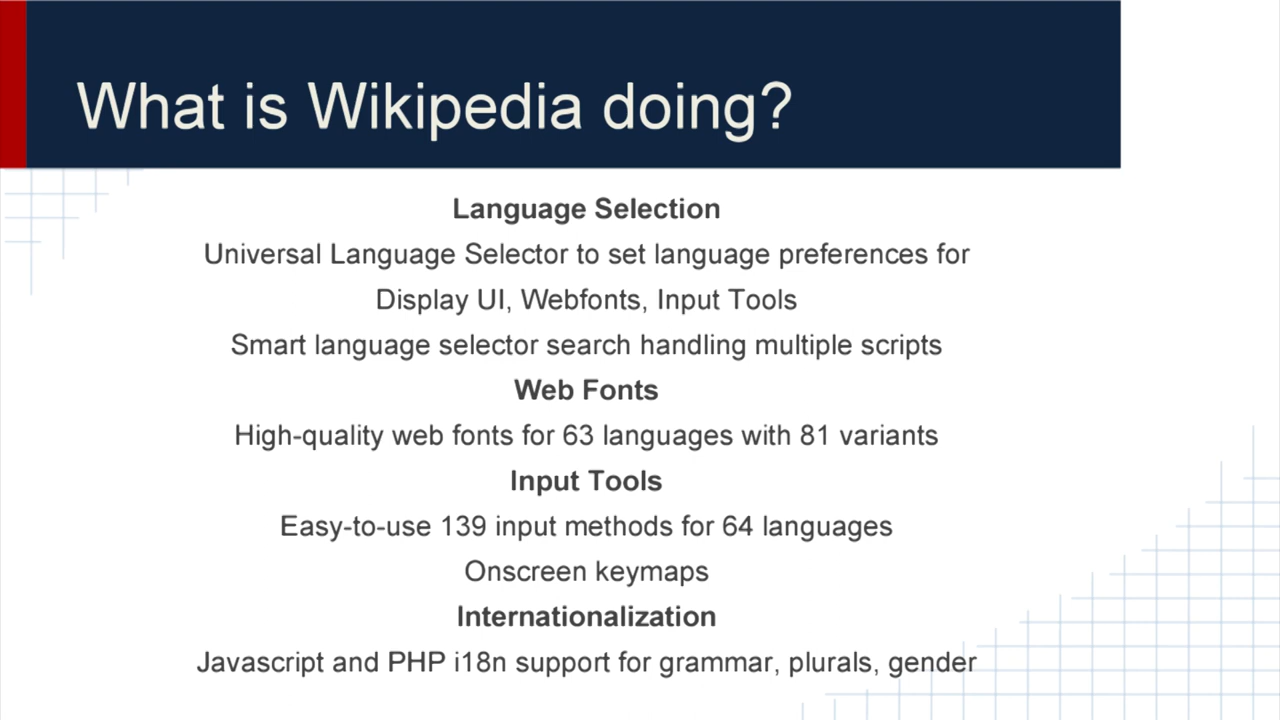 What is Wikipedia doing?
Language Selection
Universal Language Selector to set language preferences for
Display UI, Webfonts, Input Tools
Smart language selector search handling multiple scripts
Web Fonts
High-quality web fonts for 63 languages with 81 variants
Input Tools
Easy-to-use 139 input methods for 64 languages
Onscreen keymaps
Internationalization
Javascript and PHP i18n support for grammar, plurals, gender